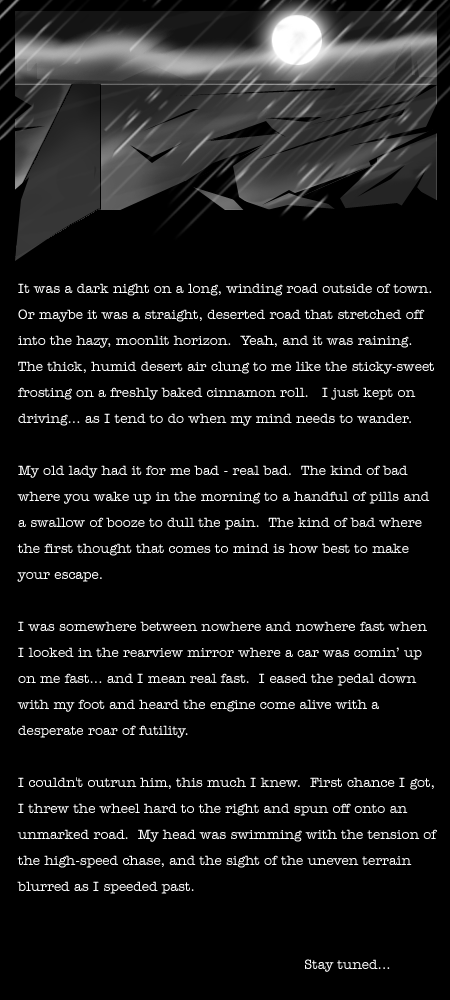 It was a dark night on a long, winding road outside of town.
Or maybe it was a straight, deserted road that stretched off
into the hazy, moonlit horizon.  Yeah, and it was raining.
The thick, humid desert air clung to me like the sticky-sweet
frosting on a freshly baked cinnamon roll.   I just kept on
driving... as I tend to do when my mind needs to wander.

My old lady had it for me bad - real bad.  The kind of bad
where you wake up in the morning to a handful of pills and
a swallow of booze to dull the pain.  The kind of bad where
the first thought that comes to mind is how best to make
your escape.

I was somewhere between nowhere and nowhere fast when
I looked in the rearview mirror where a car was comin' up
on me fast... and I mean real fast.  I eased the pedal down
with my foot and heard the engine come alive with a
desperate roar of futility.

I couldn't outrun him, this much I knew.  First chance I got,
I threw the wheel hard to the right and spun off onto an
unmarked road.  My head was swimming with the tension of
the high-speed chase, and the sight of the uneven terrain
blurred as I speeded past.

Stay tuned...